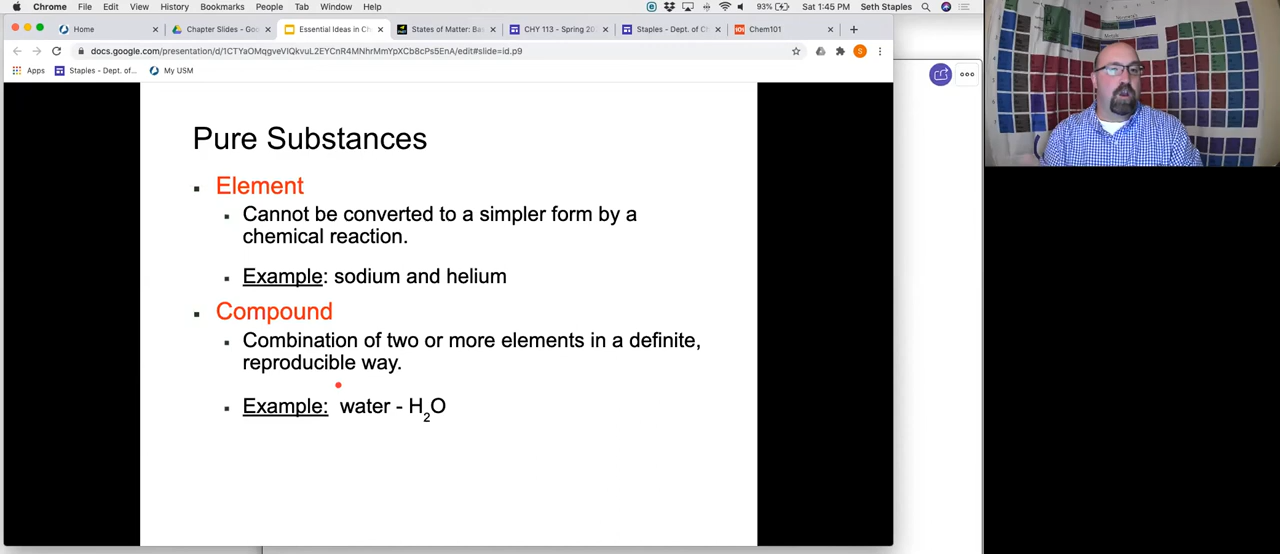 Chrome File Edit View History Bookmarks People Tab Window Help 93% Sat 1:45 PM Seth Staples
Home Chapter Slides - Goo Essential Ideas in Ch States of Matter: Ba CHY 113 - Spring 20 Staples - Dept. of Ch Chem101
docs.google.com/presentation/d/1CTYaOMqgveVIQkvuL2EYCnR4MNhrMmYpXCb8cPs5EnA/edit#slide=id.p9
Apps Staples - Dept. of... My USM
Pure Substances
Element
Cannot be converted to a simpler form by a
chemical reaction.
Example: sodium and helium
Compound
Combination of two or more elements in a definite,
reproducible way.
Example: water - H₂O